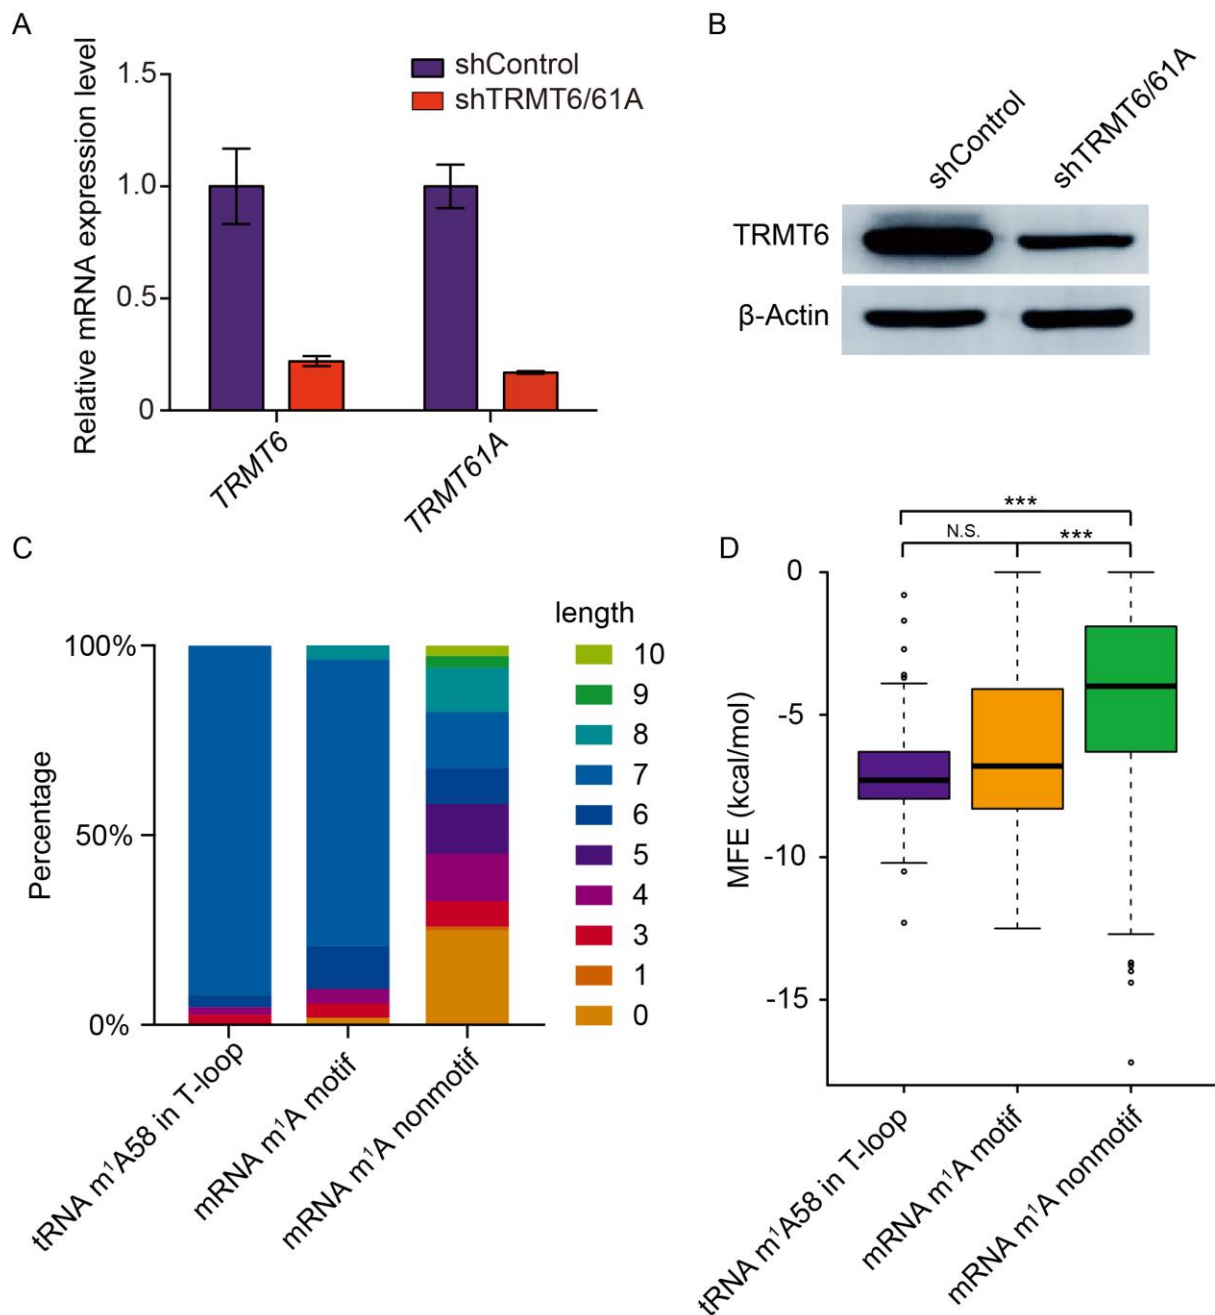 A
Relative mRNA expression level
1.5
1.0
0.5
0
shControl
shTRMT6/61A
TRMT6
TRMT61A
B
shControl
shTRMT6/61A
TRMT6
β-Actin
C
Percentage
100%
50%
0%
tRNA m¹A58 in T-loop
mRNA m¹A motif
mRNA m¹A nonmotif
length
10
9
8
7
6
5
4
3
1
0
D
***
N.S.
***
MFE (kcal/mol)
0
-5
-10
-15
tRNA m¹A58 in T-loop
mRNA m¹A motif
mRNA m¹A nonmotif